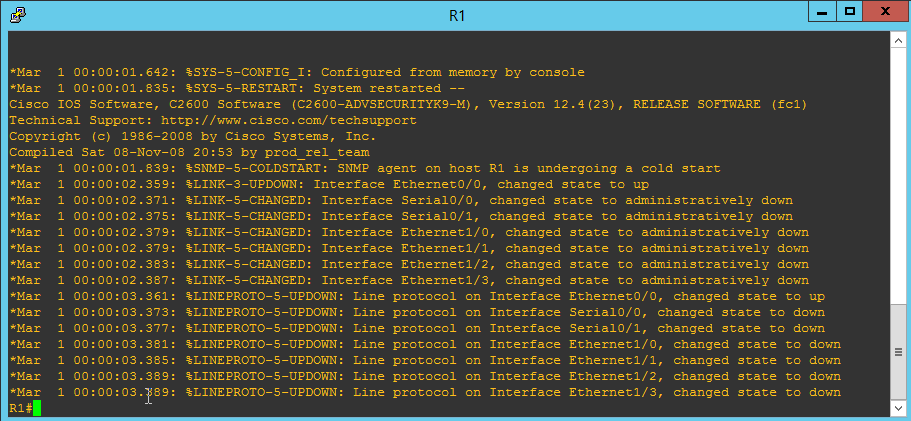 R1
*Mar  1 00:00:01.642: %SYS-5-CONFIG_I: Configured from memory by console
*Mar  1 00:00:01.835: %SYS-5-RESTART: System restarted --
Cisco IOS Software, C2600 Software (C2600-ADVSECURITYK9-M), Version 12.4(23), RELEASE SOFTWARE (fc1)
Technical Support: http://www.cisco.com/techsupport
Copyright (c) 1986-2008 by Cisco Systems, Inc.
Compiled Sat 08-Nov-08 20:53 by prod_rel_team
*Mar  1 00:00:01.839: %SNMP-5-COLDSTART: SNMP agent on host R1 is undergoing a cold start
*Mar  1 00:00:02.359: %LINK-3-UPDOWN: Interface Ethernet0/0, changed state to up
*Mar  1 00:00:02.371: %LINK-5-CHANGED: Interface Serial0/0, changed state to administratively down
*Mar  1 00:00:02.375: %LINK-5-CHANGED: Interface Serial0/1, changed state to administratively down
*Mar  1 00:00:02.379: %LINK-5-CHANGED: Interface Ethernet1/0, changed state to administratively down
*Mar  1 00:00:02.379: %LINK-5-CHANGED: Interface Ethernet1/1, changed state to administratively down
*Mar  1 00:00:02.383: %LINK-5-CHANGED: Interface Ethernet1/2, changed state to administratively down
*Mar  1 00:00:02.387: %LINK-5-CHANGED: Interface Ethernet1/3, changed state to administratively down
*Mar  1 00:00:03.361: %LINEPROTO-5-UPDOWN: Line protocol on Interface Ethernet0/0, changed state to up
*Mar  1 00:00:03.373: %LINEPROTO-5-UPDOWN: Line protocol on Interface Serial0/0, changed state to down
*Mar  1 00:00:03.377: %LINEPROTO-5-UPDOWN: Line protocol on Interface Serial0/1, changed state to down
*Mar  1 00:00:03.381: %LINEPROTO-5-UPDOWN: Line protocol on Interface Ethernet1/0, changed state to down
*Mar  1 00:00:03.385: %LINEPROTO-5-UPDOWN: Line protocol on Interface Ethernet1/1, changed state to down
*Mar  1 00:00:03.389: %LINEPROTO-5-UPDOWN: Line protocol on Interface Ethernet1/2, changed state to down
*Mar  1 00:00:03.389: %LINEPROTO-5-UPDOWN: Line protocol on Interface Ethernet1/3, changed state to down
R1#